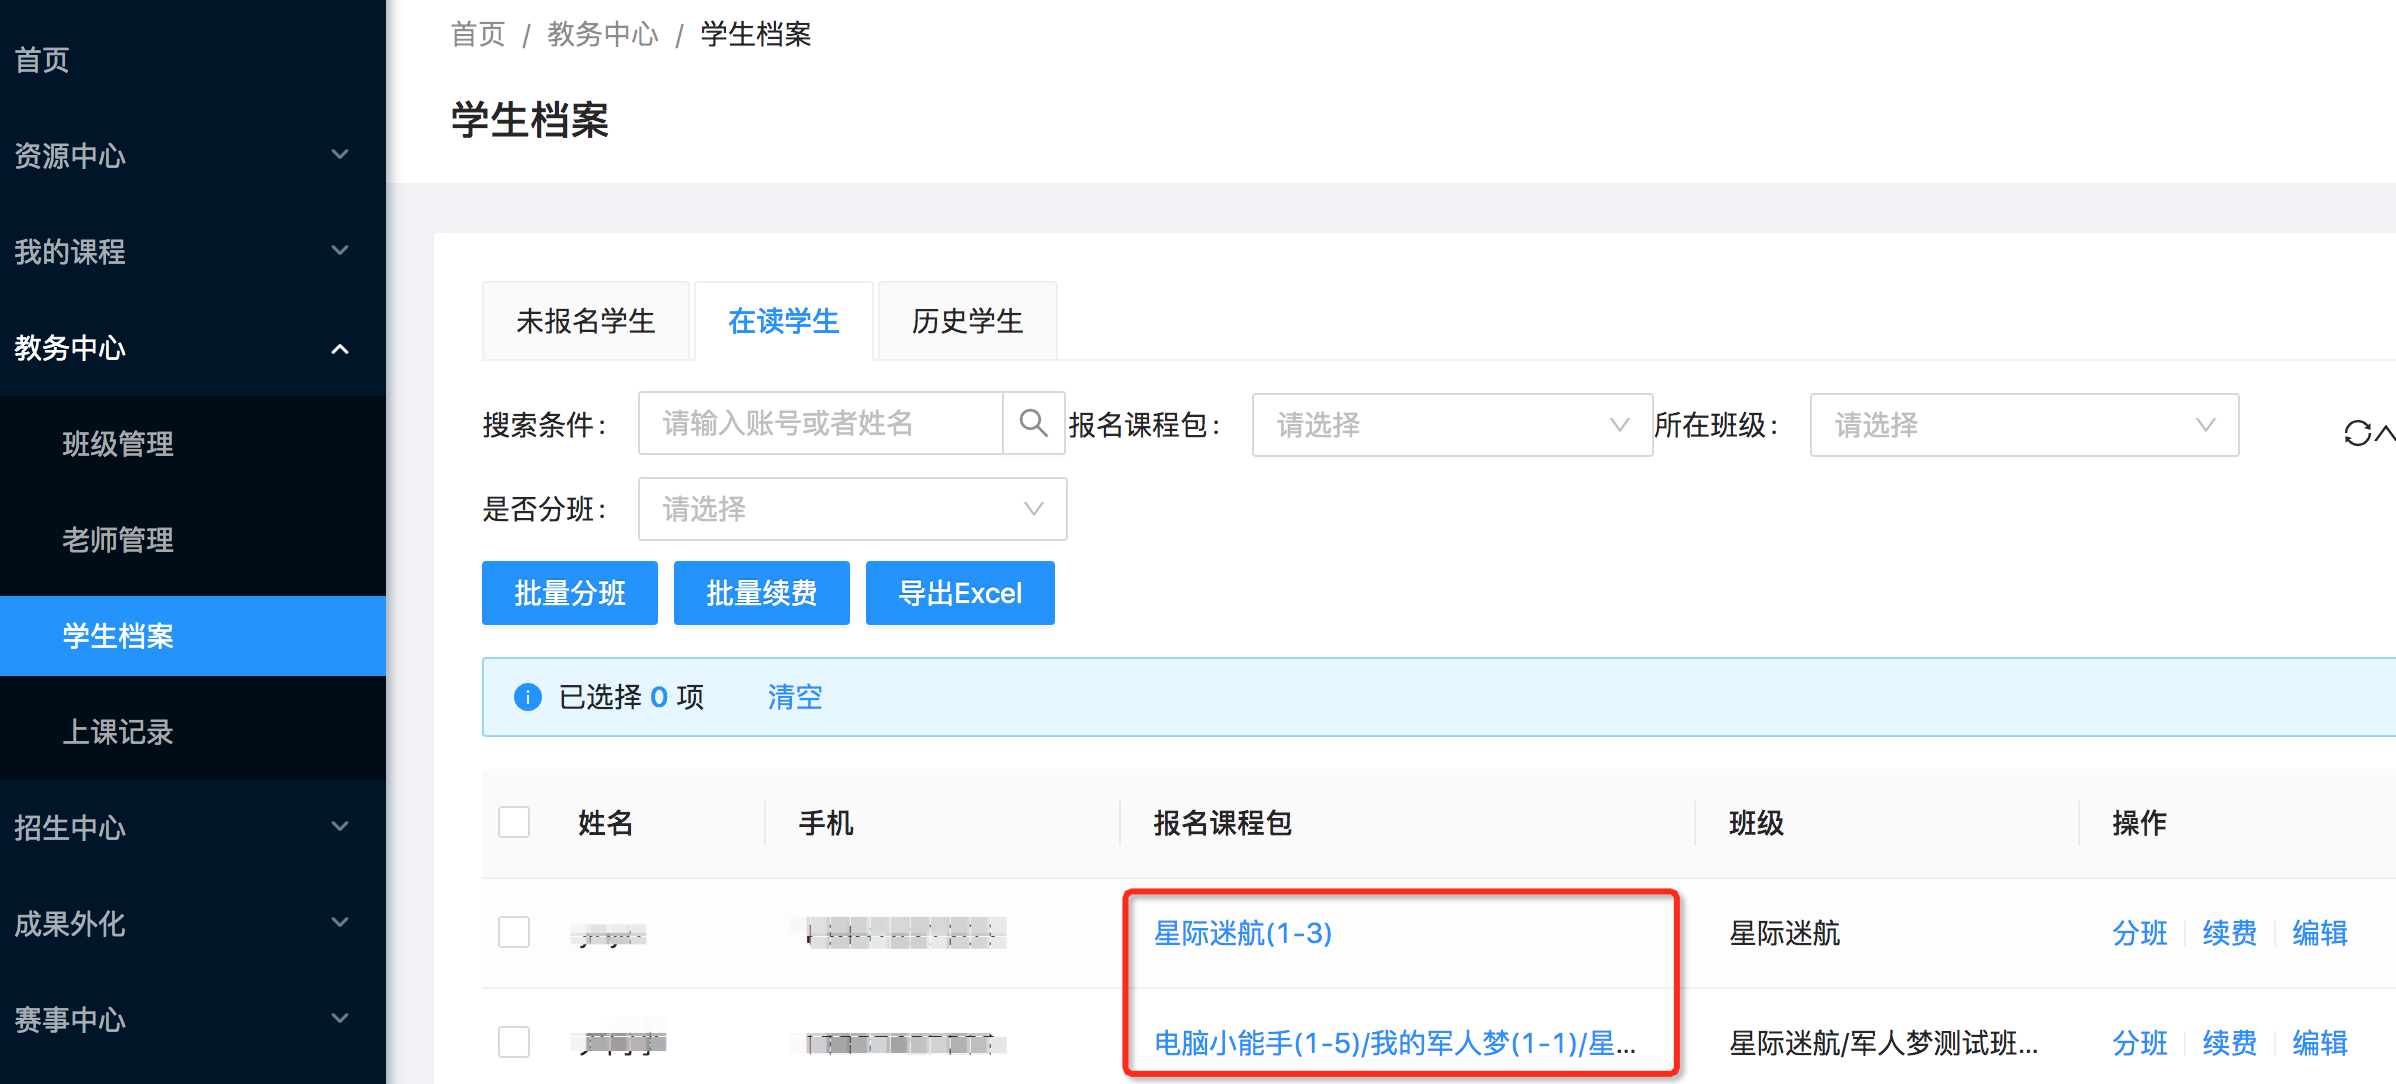 首页
资源中心
我的课程
教务中心
班级管理
老师管理
学生档案
上课记录
招生中心
成果外化
赛事中心
首页 / 教务中心 / 学生档案
学生档案
未报名学生 在读学生 历史学生
搜索条件： 请输入账号或者姓名 报名课程包： 请选择 所在班级： 请选择
是否分班： 请选择
批量分班 批量续费 导出Excel
已选择 0 项 清空
姓名 手机 报名课程包 班级 操作
星际迷航(1-3) 星际迷航 分班 续费 编辑
电脑小能手(1-5)/我的军人梦(1-1)/星... 星际迷航/军人梦测试班... 分班 续费 编辑